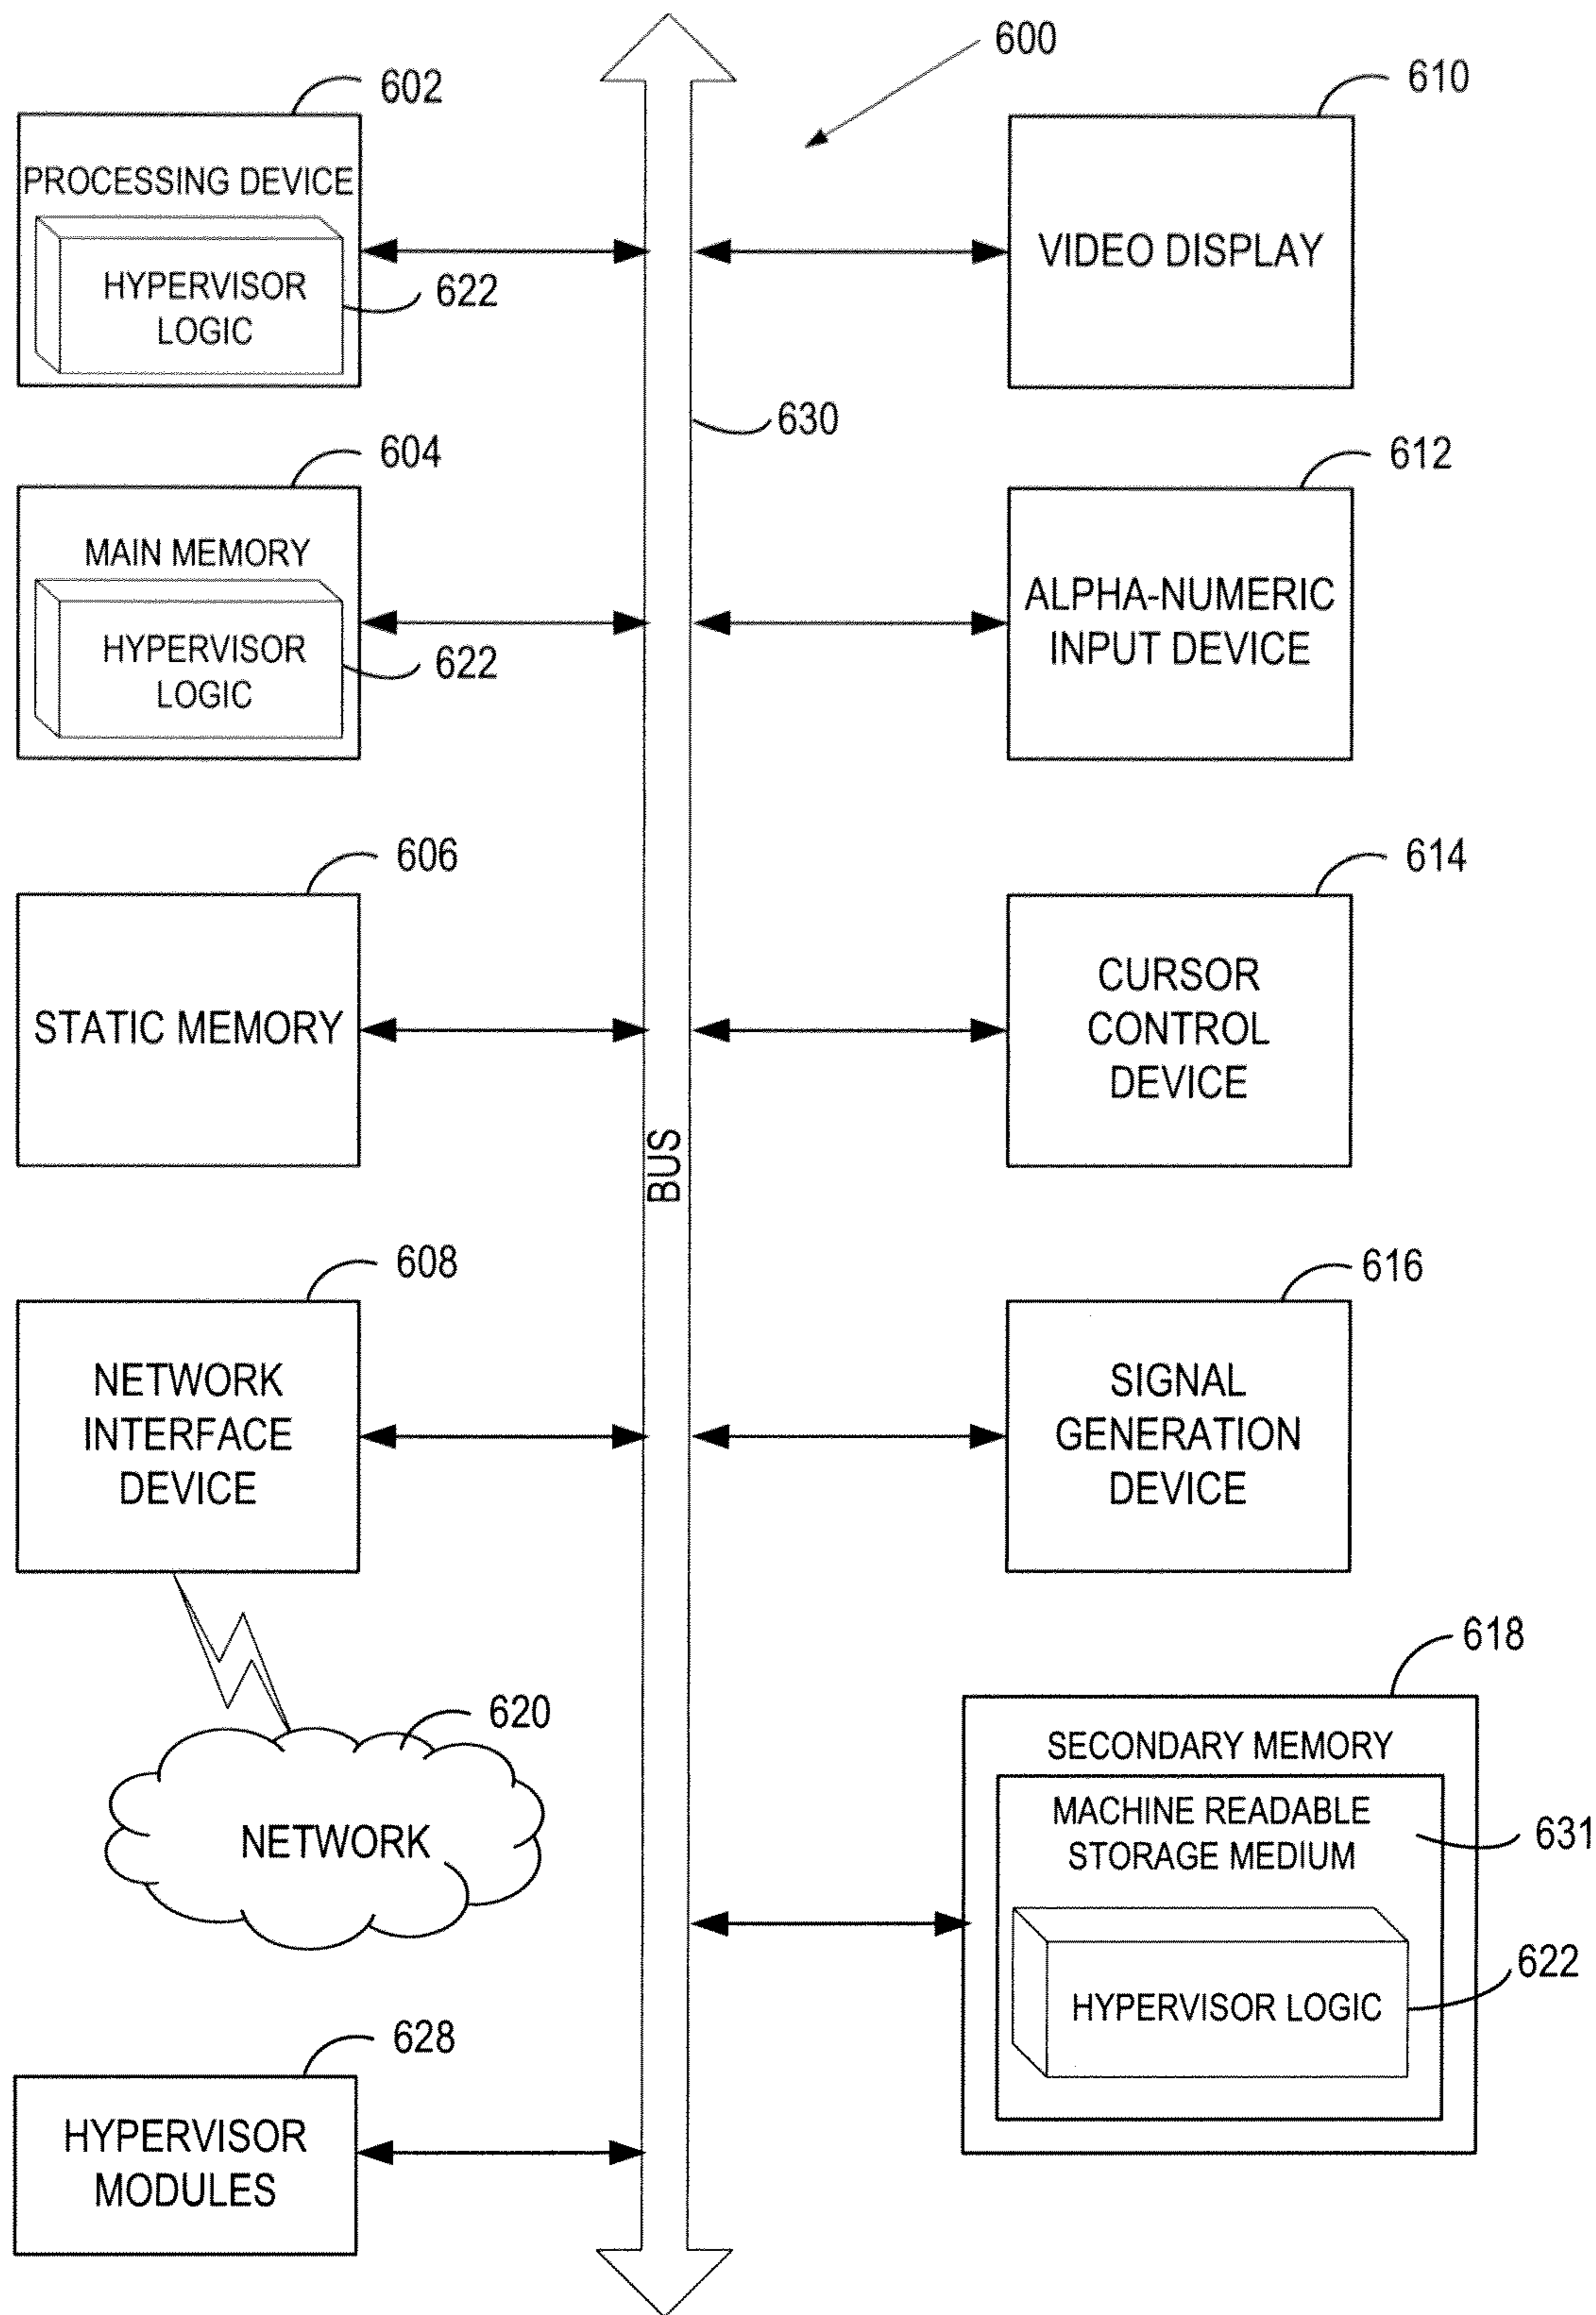 600
602
PROCESSING DEVICE
HYPERVISOR
LOGIC
622
610
VIDEO DISPLAY
630
604
MAIN MEMORY
HYPERVISOR
LOGIC
622
612
ALPHA-NUMERIC
INPUT DEVICE
606
STATIC MEMORY
614
CURSOR
CONTROL
DEVICE
BUS
608
NETWORK
INTERFACE
DEVICE
616
SIGNAL
GENERATION
DEVICE
620
NETWORK
618
SECONDARY MEMORY
MACHINE READABLE
STORAGE MEDIUM
631
HYPERVISOR LOGIC
622
628
HYPERVISOR
MODULES